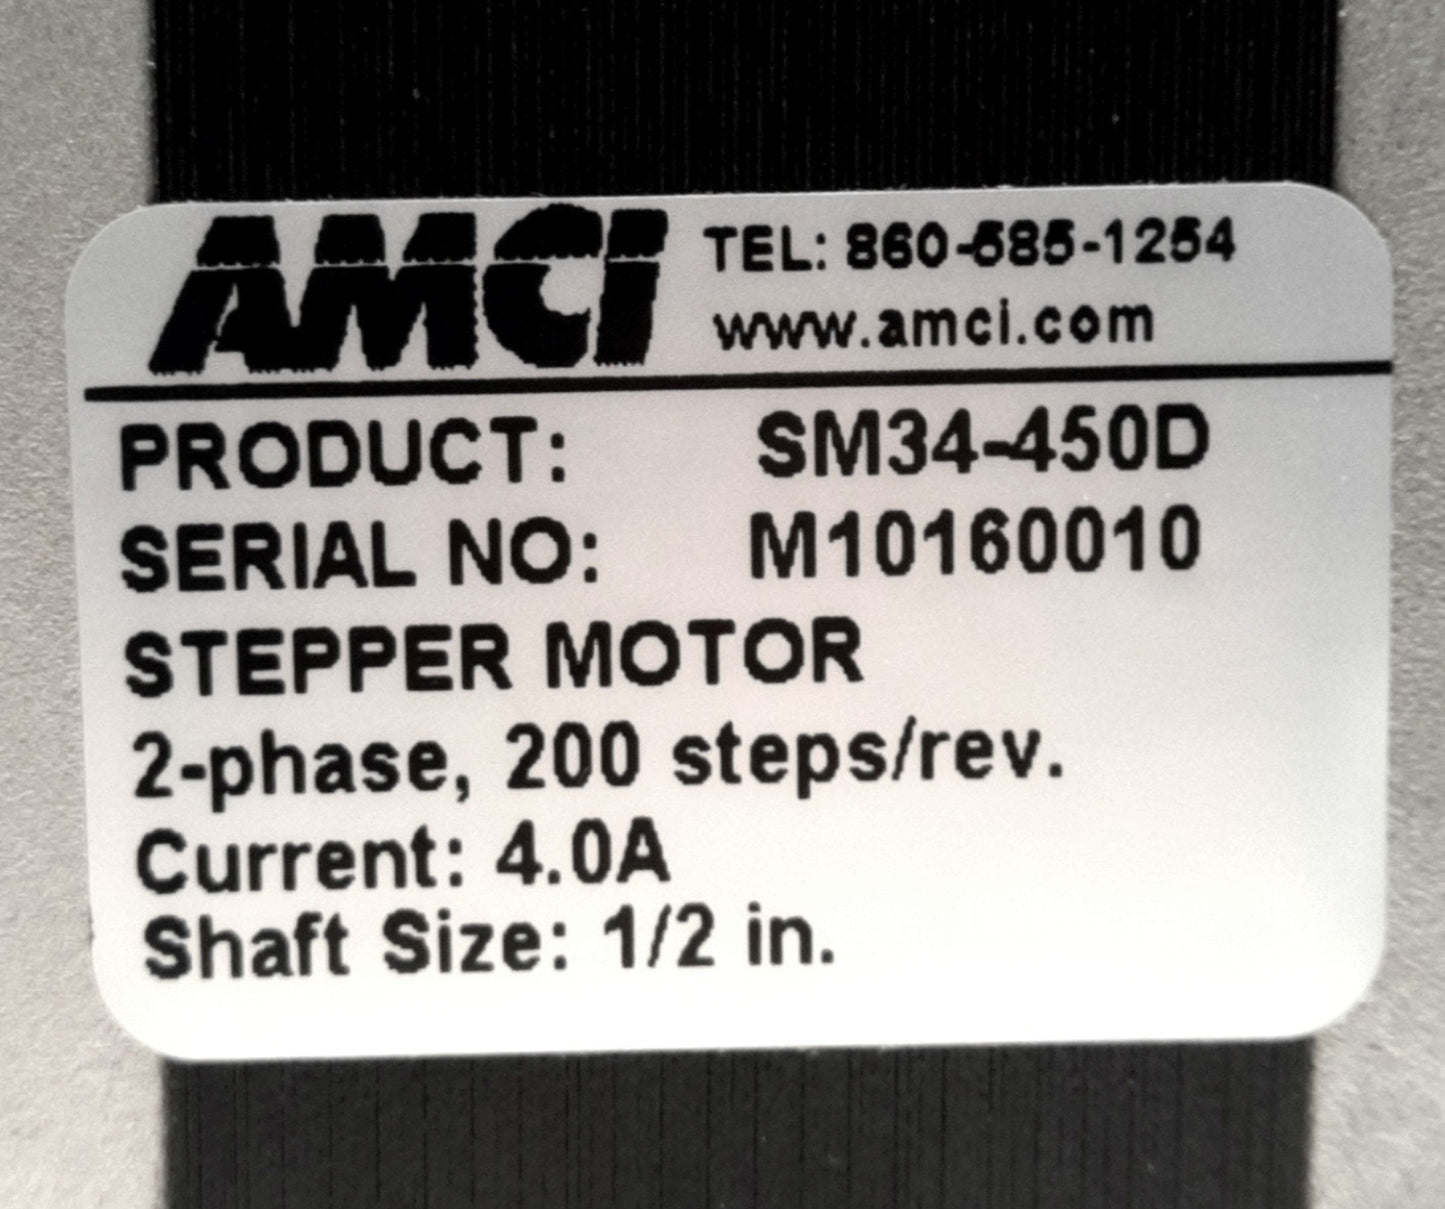 AMCI TEL: 860-585-1254
www.amci.com
PRODUCT: SM34-450D
SERIAL NO: M10160010
STEPPER MOTOR
2-phase, 200 steps/rev.
Current: 4.0A
Shaft Size: 1/2 in.